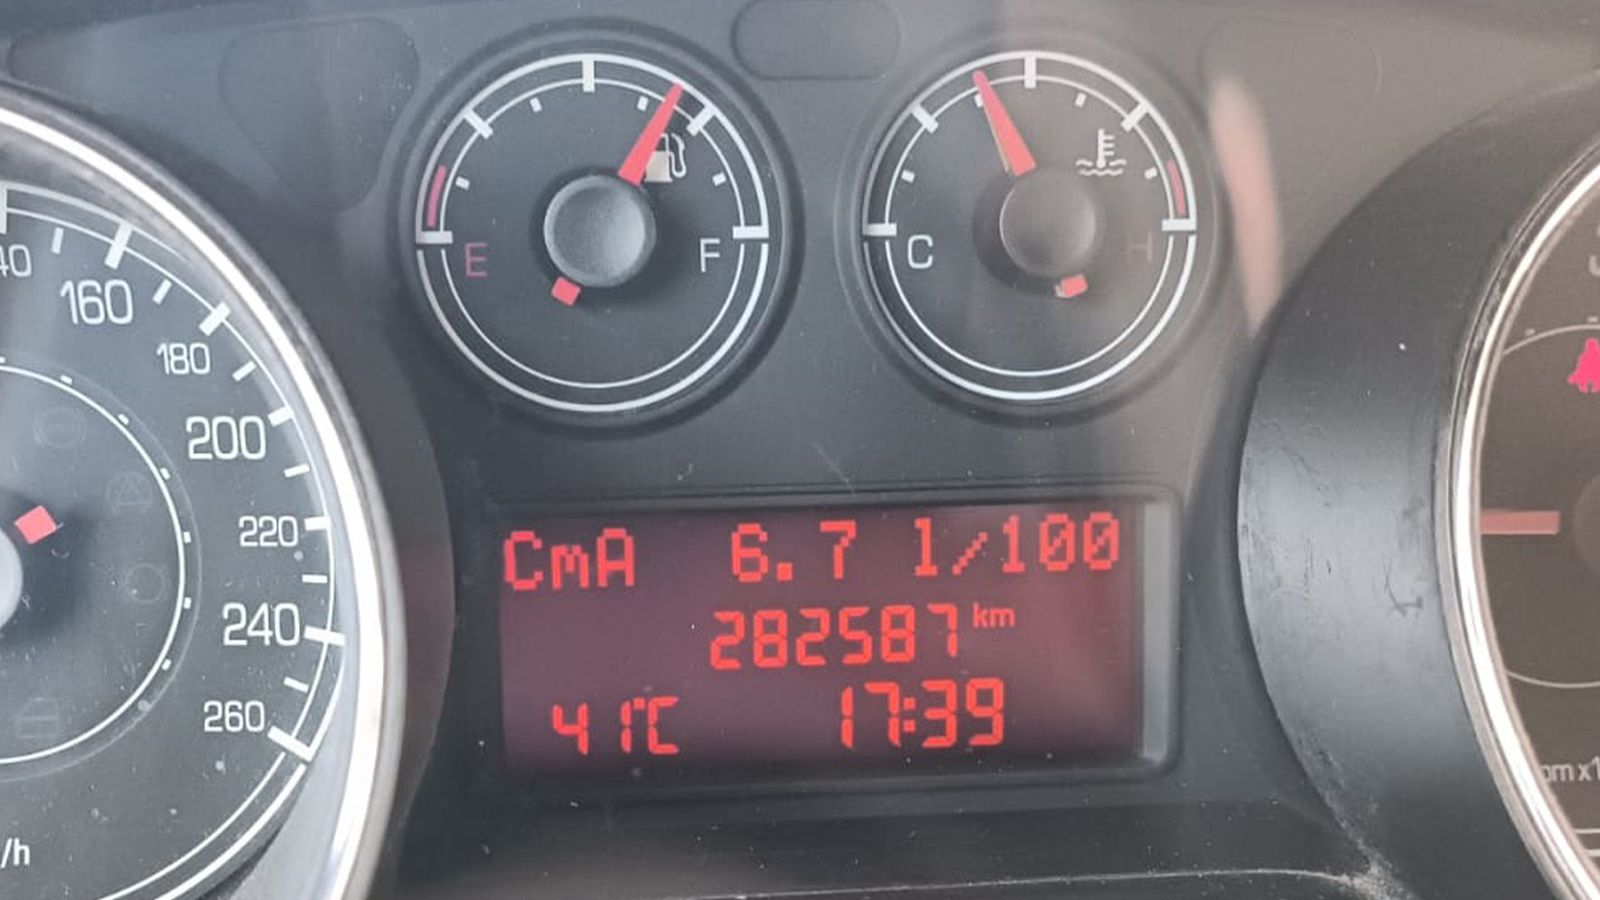 E
F
C
H
160
180
200
220
240
260
/h
CmA 6.7 l/100
282587 km
41°C 17:39